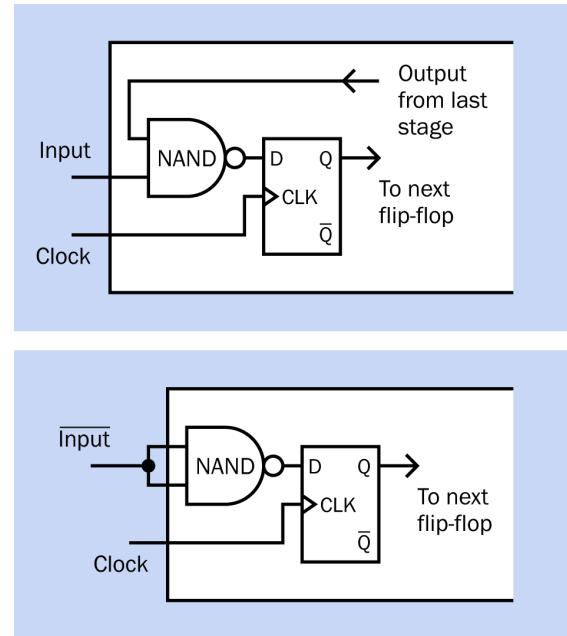 Output
from last
stage
Input
NAND
D
Q
CLK
Q̅
To next
flip-flop
Clock
I̅n̅p̅u̅t̅
NAND
D
Q
CLK
Q̅
To next
flip-flop
Clock